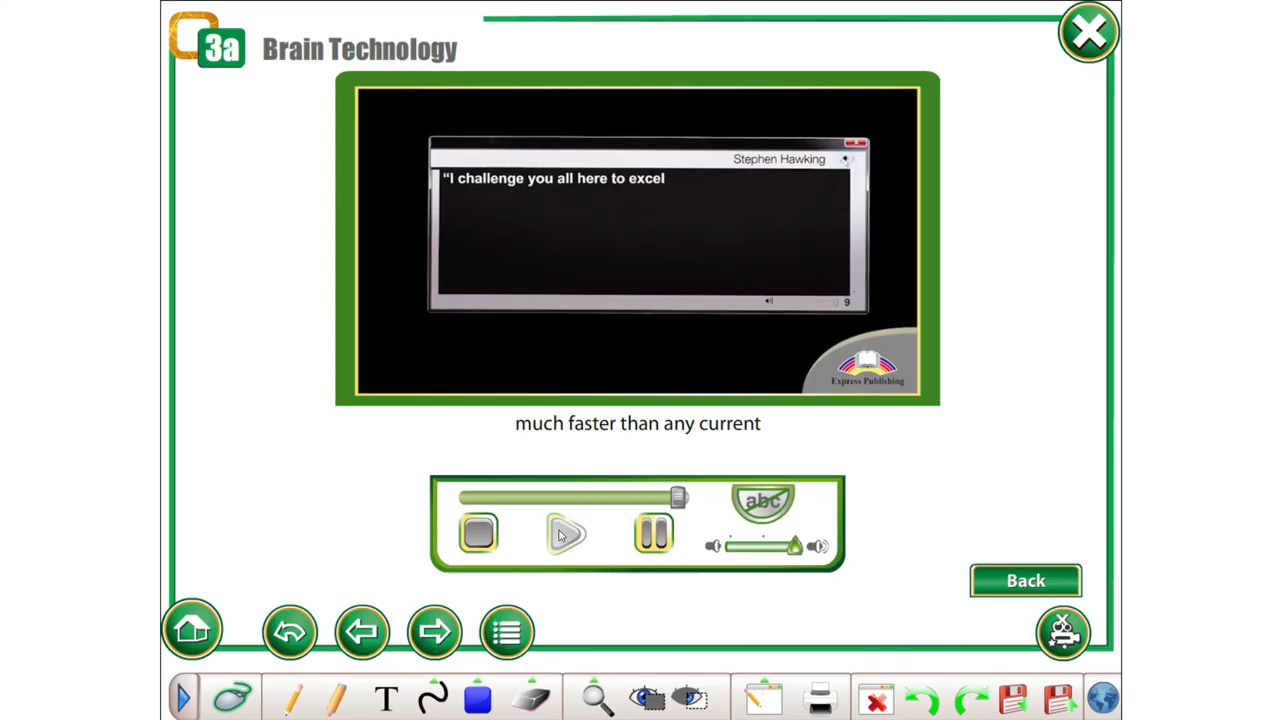 3a Brain Technology
Stephen Hawking
“I challenge you all here to excel
9
Express Publishing
much faster than any current
abc
Back
T